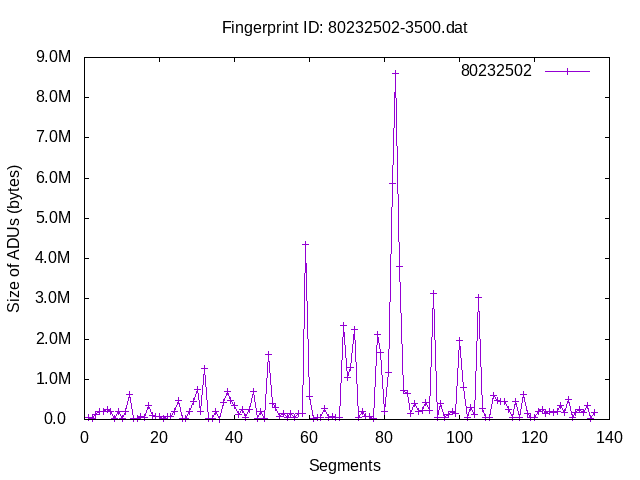 Fingerprint ID: 80232502-3500.dat
80232502
9.0M
8.0M
7.0M
6.0M
5.0M
4.0M
3.0M
2.0M
1.0M
0.0
Size of ADUs (bytes)
0 20 40 60 80 100 120 140
Segments